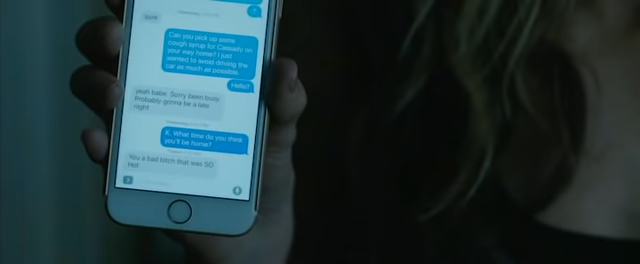 Sure
Can you pick up some
cough syrup for Cassady on
your way home? I just
wanted to avoid driving the
car as much as possible.
Hello?
yeah babe. Sorry been busy.
Probably gonna be a late
night
K. What time do you think
you'll be home?
You a bad bitch that was SO
Hot